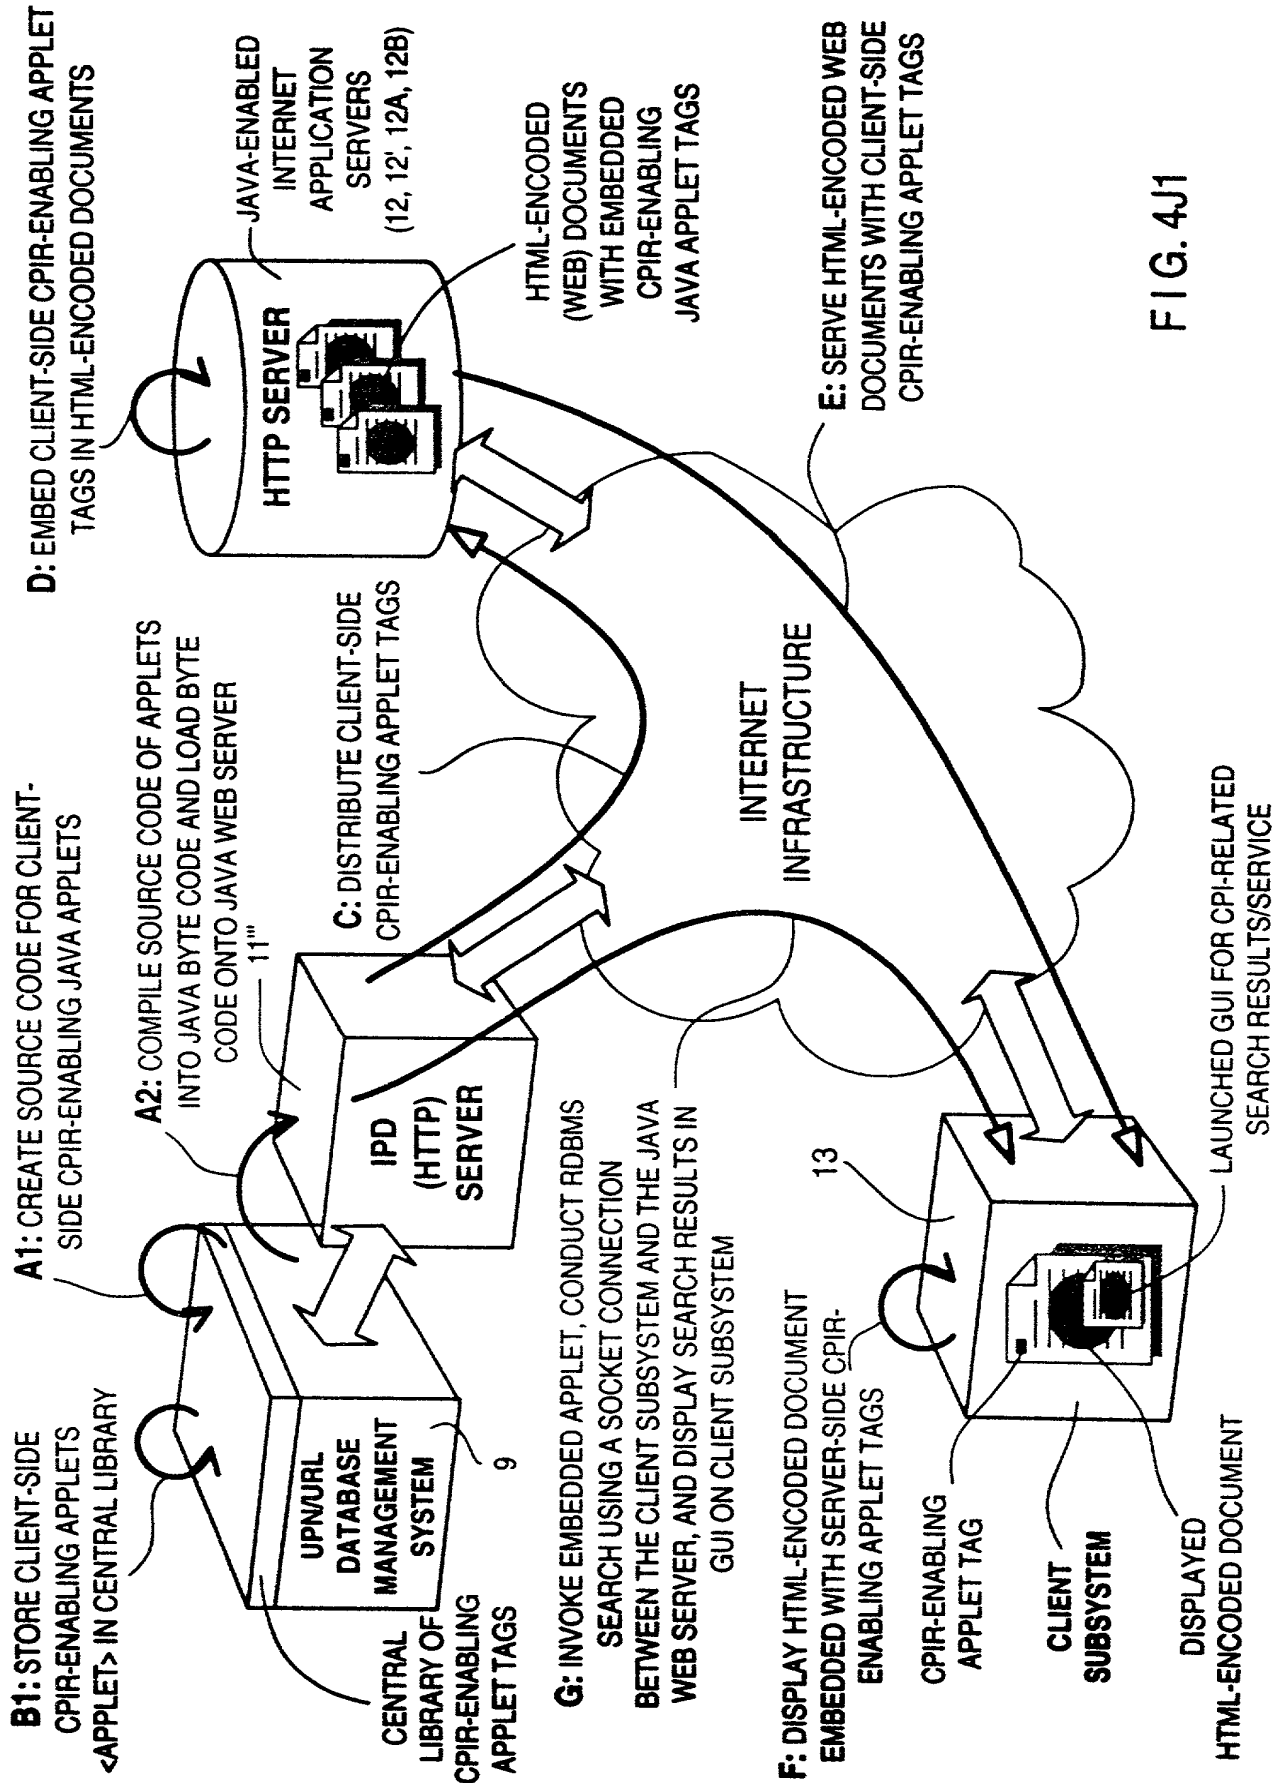 B1: STORE CLIENT-SIDE
CPIR-ENABLING APPLETS
<APPLET> IN CENTRAL LIBRARY
A1: CREATE SOURCE CODE FOR CLIENT-
SIDE CPIR-ENABLING JAVA APPLETS
A2: COMPILE SOURCE CODE OF APPLETS
INTO JAVA BYTE CODE AND LOAD BYTE
CODE ONTO JAVA WEB SERVER
11'''
D: EMBED CLIENT-SIDE CPIR-ENABLING APPLET
TAGS IN HTML-ENCODED DOCUMENTS
JAVA-ENABLED
INTERNET
APPLICATION
SERVERS
(12, 12', 12A, 12B)
HTTP SERVER
HTML-ENCODED
(WEB) DOCUMENTS
WITH EMBEDDED
CPIR-ENABLING
JAVA APPLET TAGS
C: DISTRIBUTE CLIENT-SIDE
CPIR-ENABLING APPLET TAGS
UPN/URL
DATABASE
MANAGEMENT
SYSTEM
9
IPD
(HTTP)
SERVER
CENTRAL
LIBRARY OF
CPIR-ENABLING
APPLET TAGS
G: INVOKE EMBEDDED APPLET, CONDUCT RDBMS
SEARCH USING A SOCKET CONNECTION
BETWEEN THE CLIENT SUBSYSTEM AND THE JAVA
WEB SERVER, AND DISPLAY SEARCH RESULTS IN
GUI ON CLIENT SUBSYSTEM
INTERNET
INFRASTRUCTURE
E: SERVE HTML-ENCODED WEB
DOCUMENTS WITH CLIENT-SIDE
CPIR-ENABLING APPLET TAGS
F: DISPLAY HTML-ENCODED DOCUMENT
EMBEDDED WITH SERVER-SIDE CPIR-
ENABLING APPLET TAGS
13
CPIR-ENABLING
APPLET TAG
CLIENT
SUBSYSTEM
DISPLAYED
HTML-ENCODED DOCUMENT
LAUNCHED GUI FOR CPI-RELATED
SEARCH RESULTS/SERVICE
FIG. 4J1